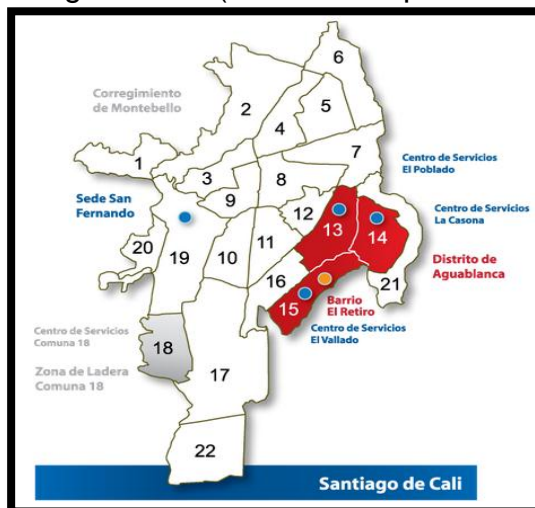 6
Corregimiento
de Montebello
2
5
4
7
1
3
8
Centro de Servicios
El Poblado
9
Sede San
Fernando
12
13
14
Centro de Servicios
La Casona
20
19
10
11
Distrito de
Aguablanca
16
21
15
Barrio
El Retiro
Centro de Servicios
El Vallado
Centro de Servicios
Comuna 18
18
Zona de Ladera
Comuna 18
17
22
Santiago de Cali